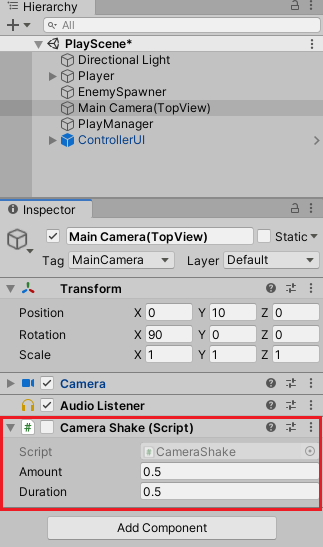 Hierarchy
All
PlayScene*
Directional Light
Player
EnemySpawner
Main Camera(TopView)
PlayManager
ControllerUI
Inspector
Main Camera(TopView) Static
Tag MainCamera Layer Default
Transform
Position X 0 Y 10 Z 0
Rotation X 90 Y 0 Z 0
Scale X 1 Y 1 Z 1
Camera
Audio Listener
# Camera Shake (Script)
Script # CameraShake
Amount 0.5
Duration 0.5
Add Component